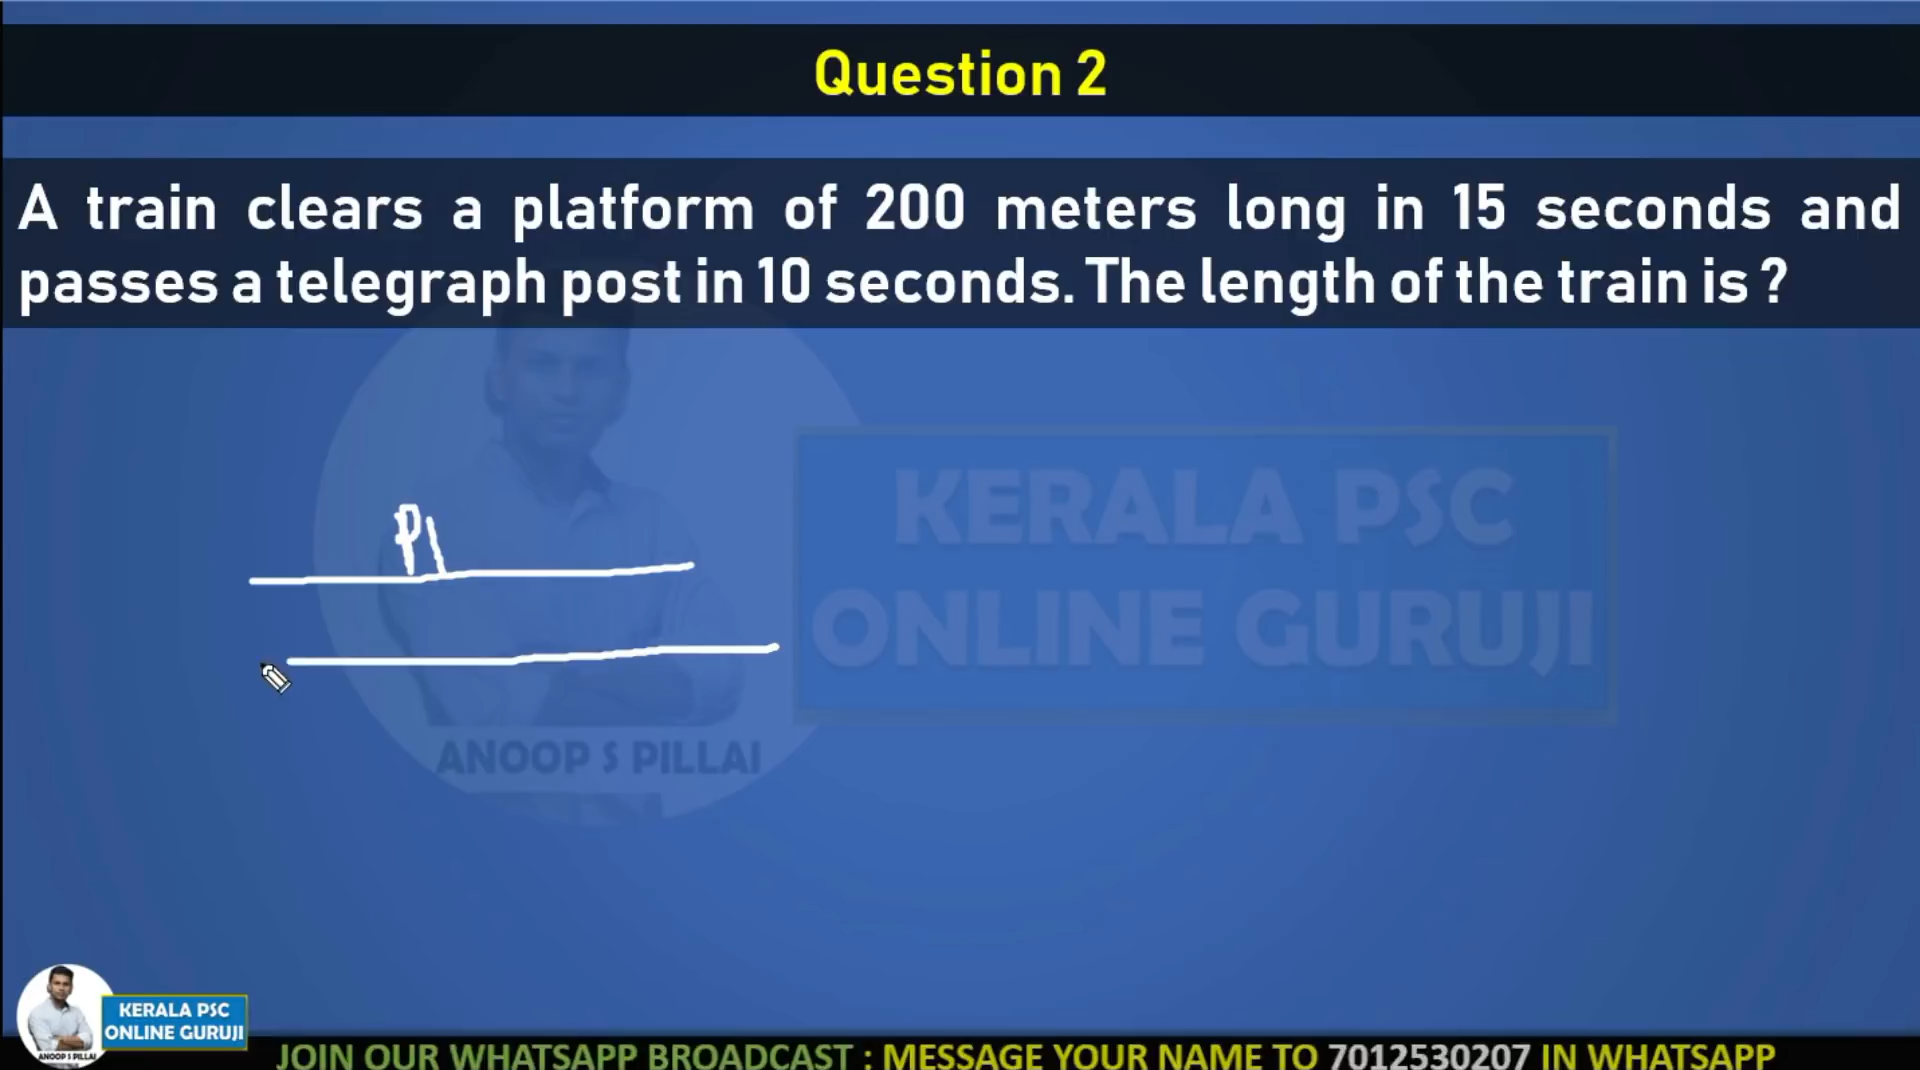 Question 2
A train clears a platform of 200 meters long in 15 seconds and
passes a telegraph post in 10 seconds. The length of the train is ?
Pl
KERALA PSC
ONLINE GURUJI
ANOOP S PILLAI
KERALA PSC
ONLINE GURUJI
ANOOP S PILLAI
JOIN OUR WHATSAPP BROADCAST : MESSAGE YOUR NAME TO 7012530207 IN WHATSAPP